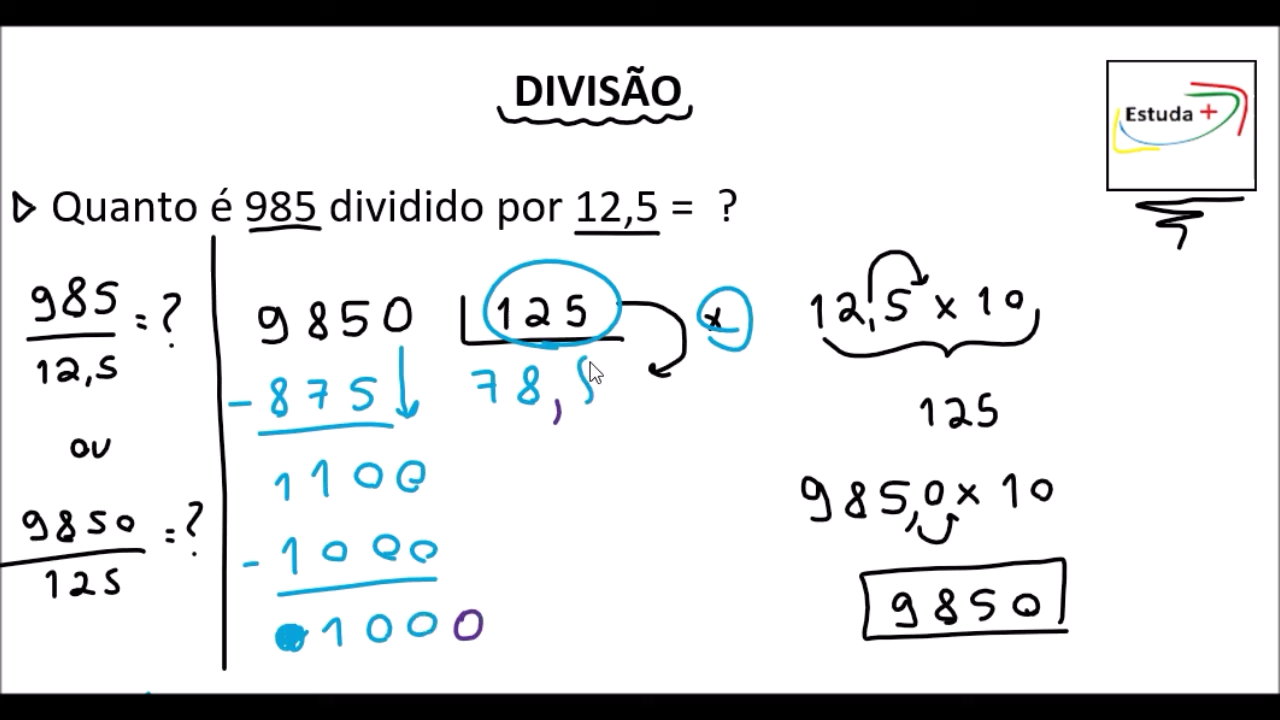 DIVISÃO
Estuda +
Quanto é 985 dividido por 12,5 = ?
985
12,5
= ?
ou
9850
125
= ?
9850 125
- 875
78,5
1100
- 1000
1000
x
12,5 x 10
125
985,0 x 10
9850